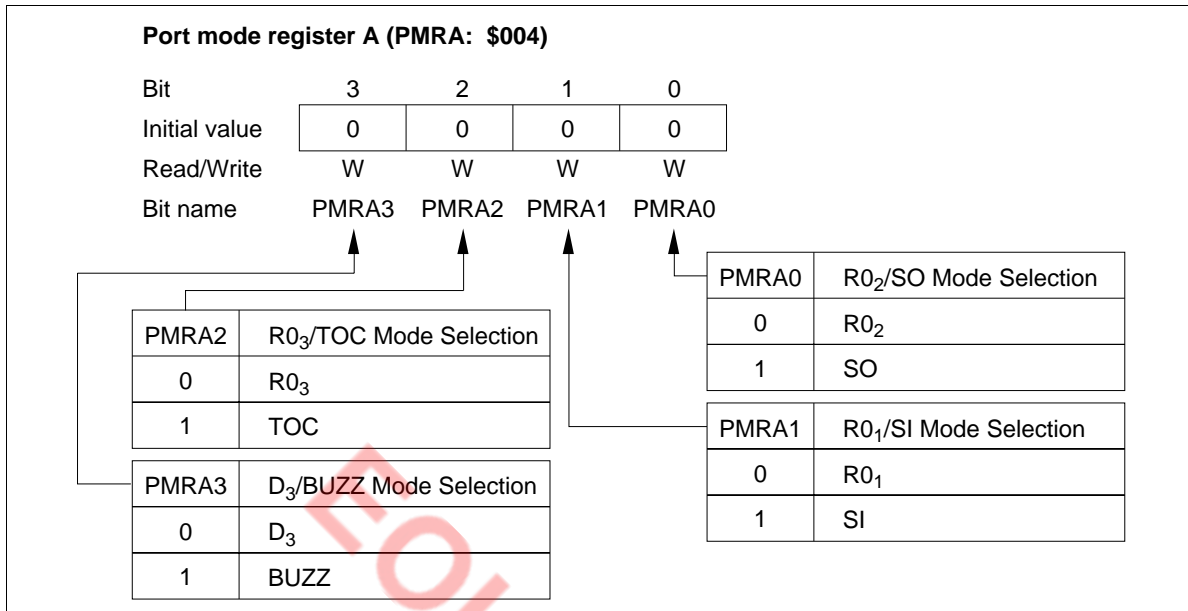 Port mode register A (PMRA: $004)
Bit 3 2 1 0
Initial value 0 0 0 0
Read/Write W W W W
Bit name PMRA3 PMRA2 PMRA1 PMRA0
PMRA0 R0₂/SO Mode Selection
0 R0₂
1 SO
PMRA2 R0₃/TOC Mode Selection
0 R0₃
1 TOC
PMRA1 R0₁/SI Mode Selection
0 R0₁
1 SI
PMRA3 D₃/BUZZ Mode Selection
0 D₃
1 BUZZ